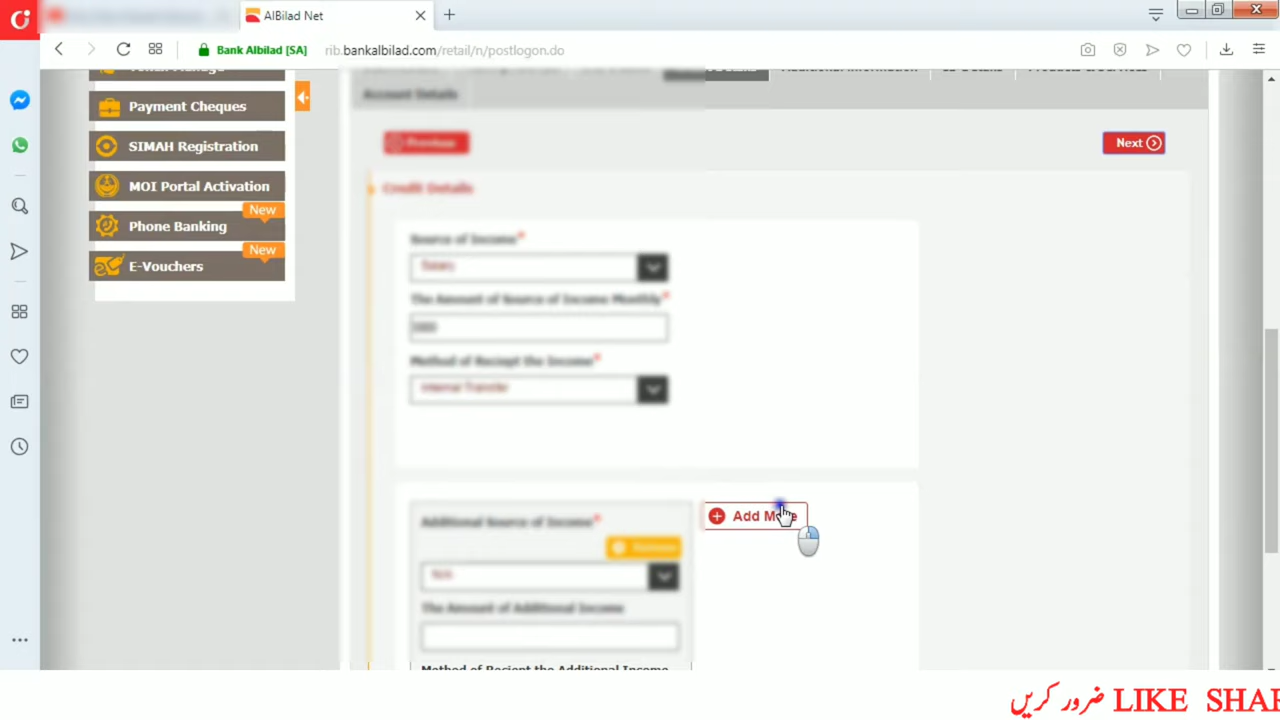 AlBilad Net
Bank Albilad [SA]
rib.bankalbilad.com/retail/n/postlogon.do
Payment Cheques
SIMAH Registration
MOI Portal Activation
New
Phone Banking
New
E-Vouchers
Account Details
Previous
Next
Credit Details
Source of Income*
Salary
The Amount of Source of Income Monthly*
Method of Reciept the Income*
Internal Transfer
Additional Source of Income*
Add More
N/A
The Amount of Additional Income
Method of Reciept the Additional Income
ضرور کریں LIKE SHAR